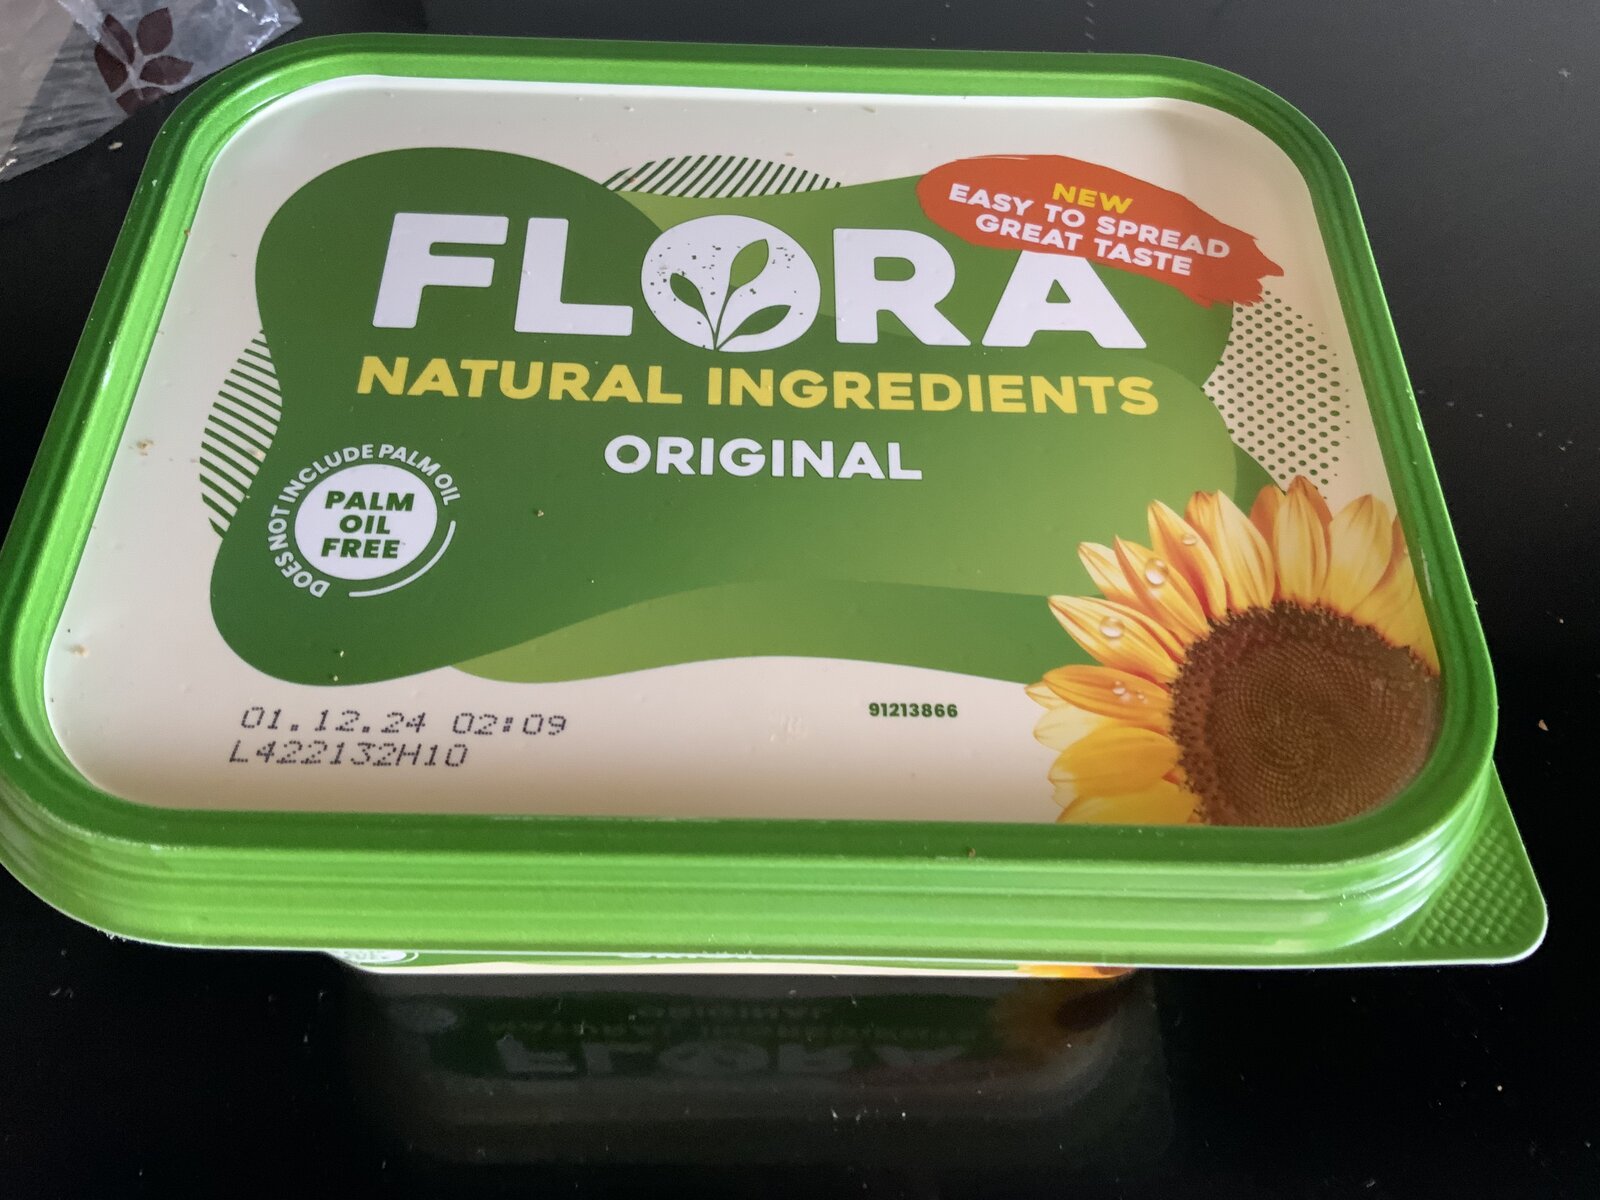 NEW
EASY TO SPREAD
GREAT TASTE
FLORA
NATURAL INGREDIENTS
ORIGINAL
DOES NOT INCLUDE PALM OIL
PALM
OIL
FREE
01.12.24 02:09
L422132H10
91213866